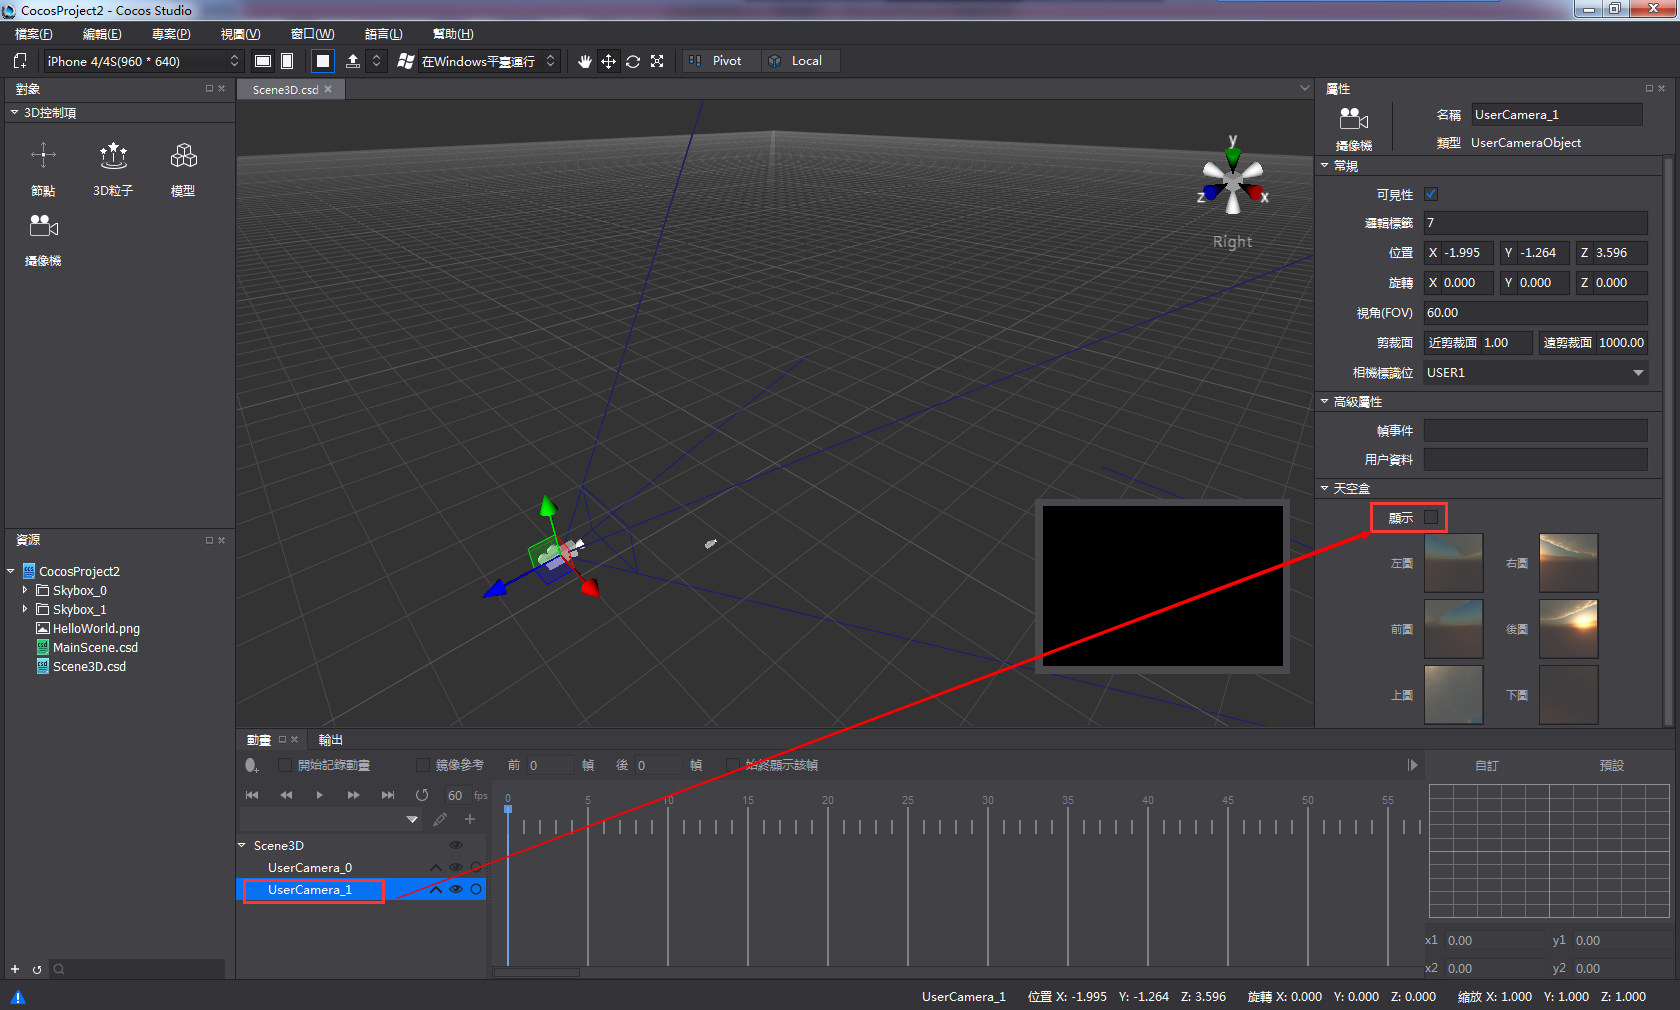 CocosProject2 - Cocos Studio
檔案(F) 編輯(E) 專案(P) 視圖(V) 窗口(W) 語言(L) 幫助(H)
iPhone 4/4S(960 * 640) 在Windows平臺運行 Pivot Local
對象
3D控制項
節點 3D粒子 模型
攝像機
資源
CocosProject2
Skybox_0
Skybox_1
HelloWorld.png
MainScene.csd
Scene3D.csd
Scene3D.csd
y
z x
Right
屬性
攝像機
名稱 UserCamera_1
類型 UserCameraObject
常規
可見性
邏輯標籤 7
位置 X -1.995 Y -1.264 Z 3.596
旋轉 X 0.000 Y 0.000 Z 0.000
視角(FOV) 60.00
剪裁面 近剪裁面 1.00 遠剪裁面 1000.00
相機標識位 USER1
高級屬性
幀事件
用户資料
天空盒
顯示
左圖 右圖
前圖 後圖
上圖 下圖
動畫 輸出
開始記錄動畫 鏡像參考 前 0 幀 後 0 幀 始終顯示該幀
60 fps
0 5 10 15 20 25 30 35 40 45 50 55
Scene3D
UserCamera_0
UserCamera_1
自訂 預設
x1 0.00 y1 0.00
x2 0.00 y2 0.00
UserCamera_1 位置 X: -1.995 Y: -1.264 Z: 3.596 旋轉 X: 0.000 Y: 0.000 Z: 0.000 縮放 X: 1.000 Y: 1.000 Z: 1.000